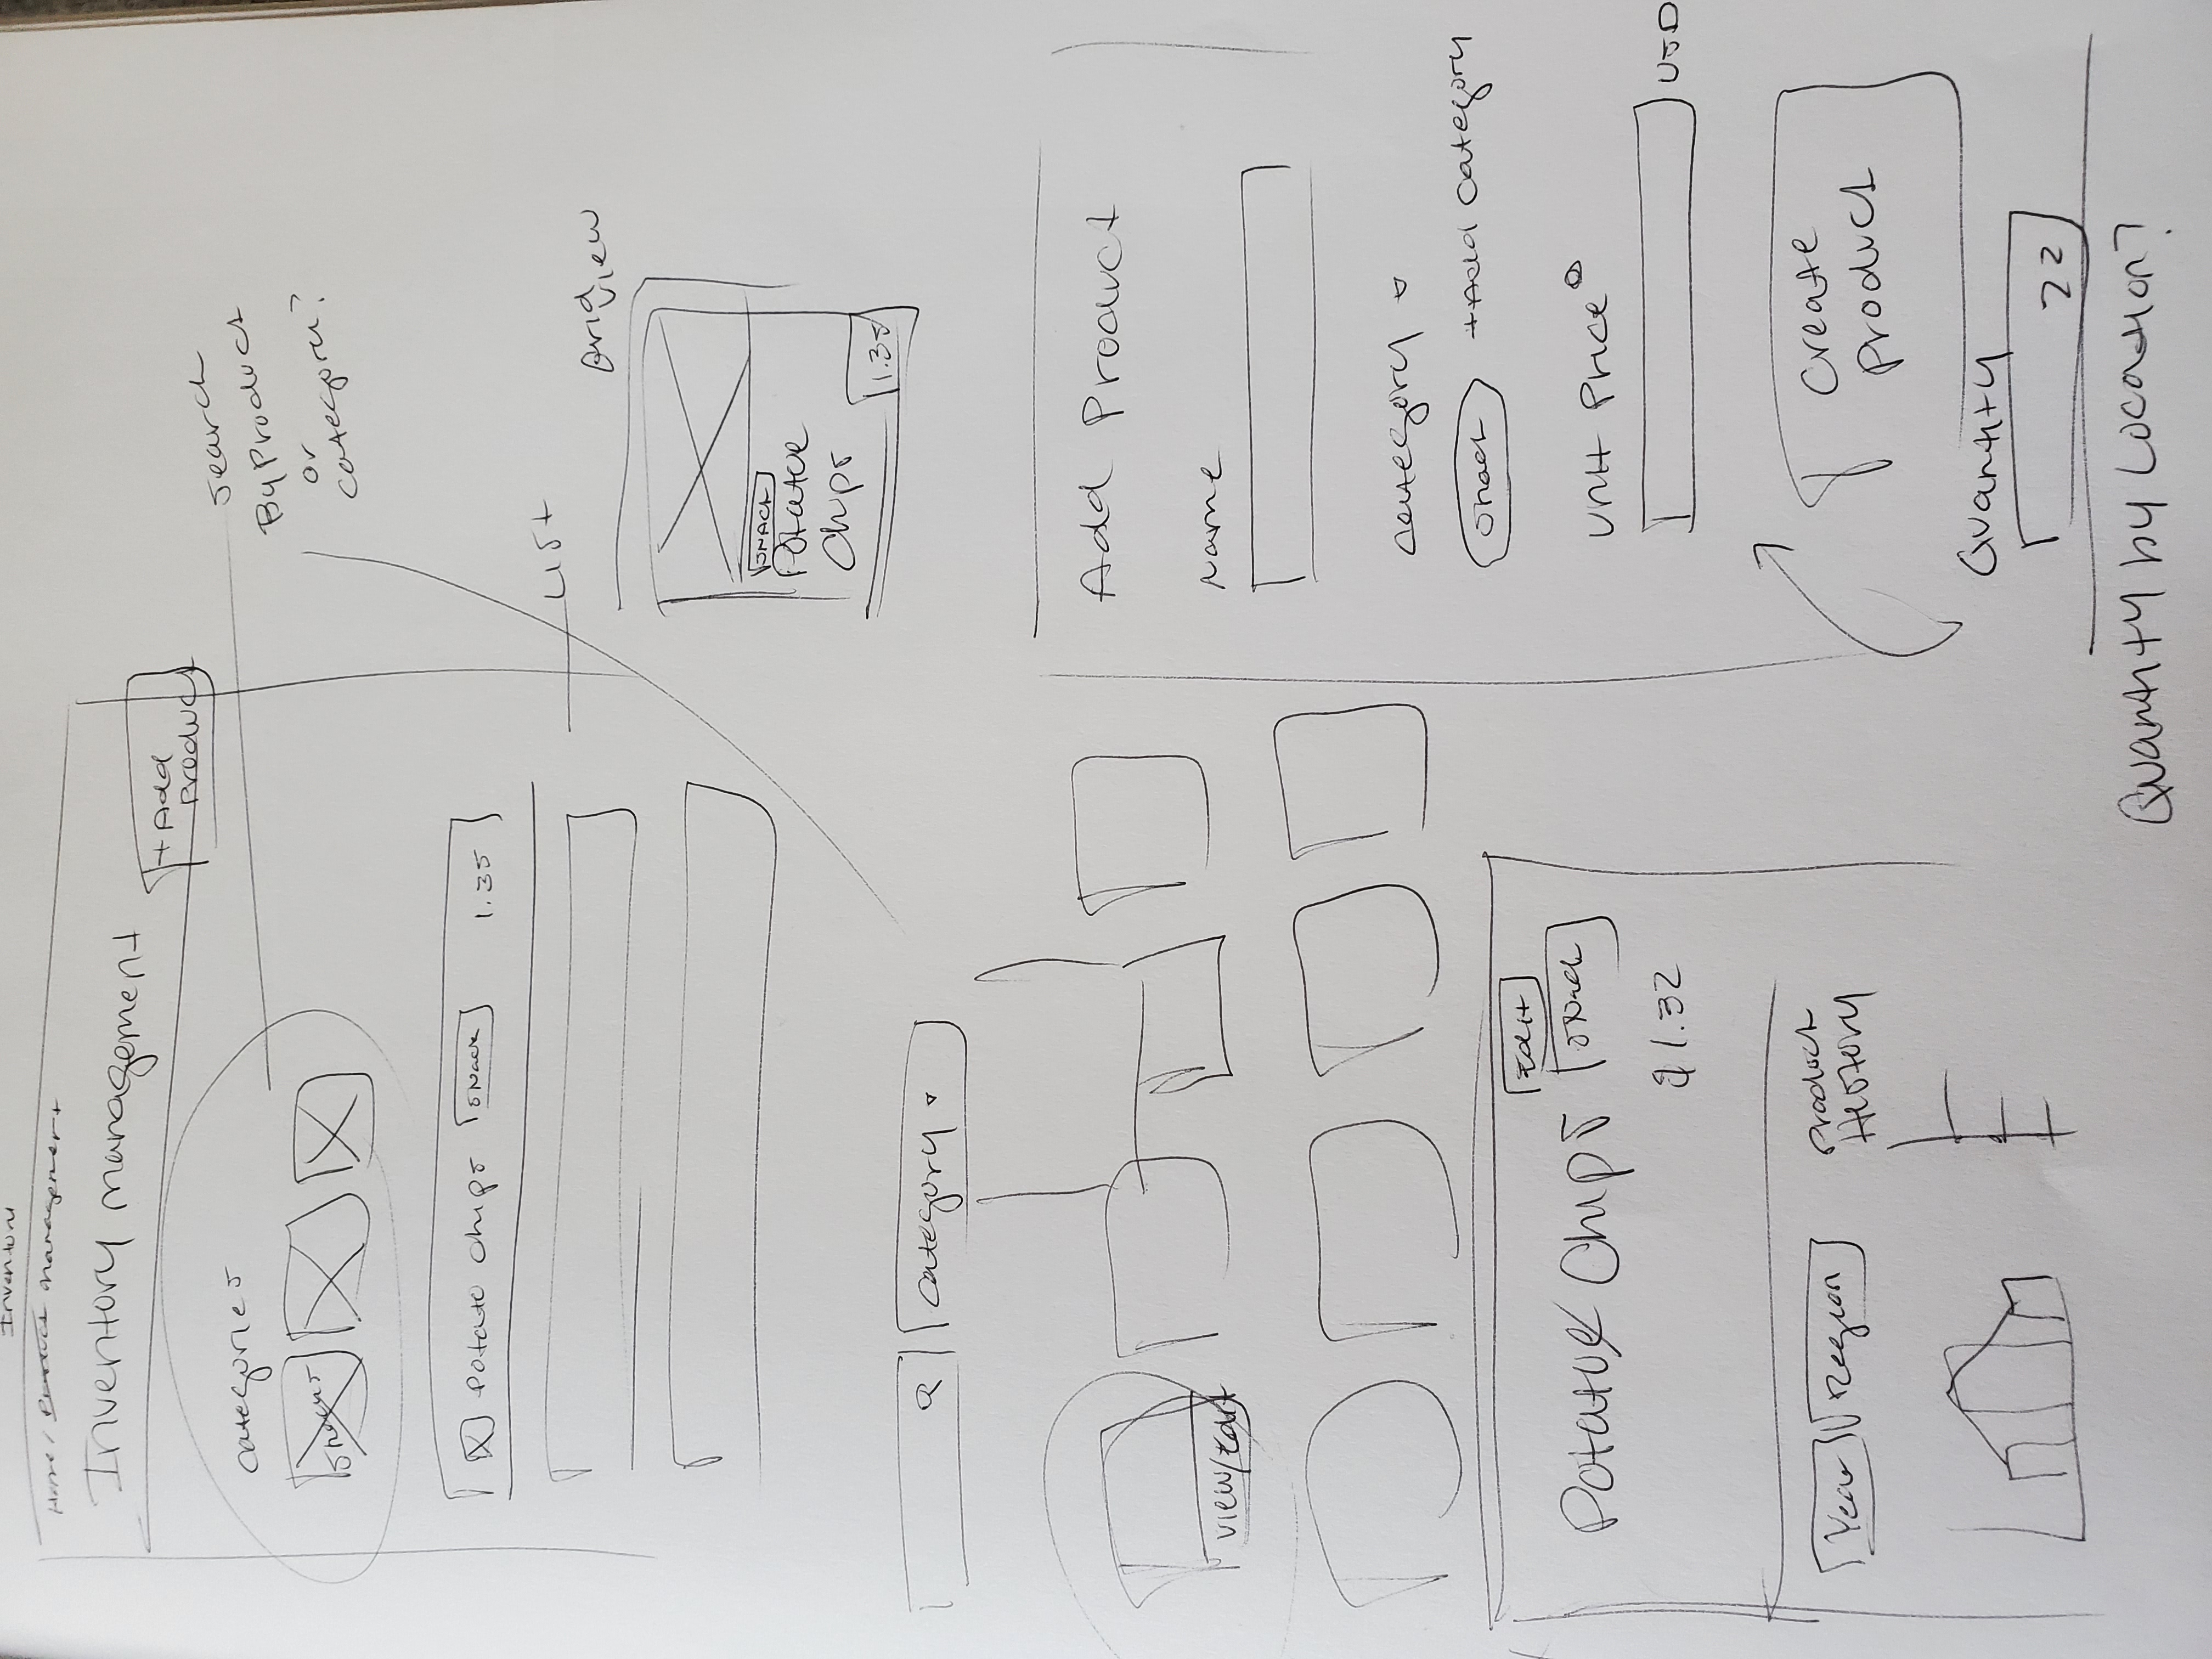 Inventory
Home / Product management
Inventory management
+ Add
Product
Categories
Snacks
Search
By Product
or
category?
Potato Chips Snack 1.35
List
Grid
View
SNACK
Potatoe
Chips
1.35
Category
View/Edit
Add Product
Name
Category
Snack +Add Category
Unit Price
USD
Create
Product
Quantity
22
Quantity by Location?
Edit
Potatoe Chips Snack
$1.32
Year Region
Product
History